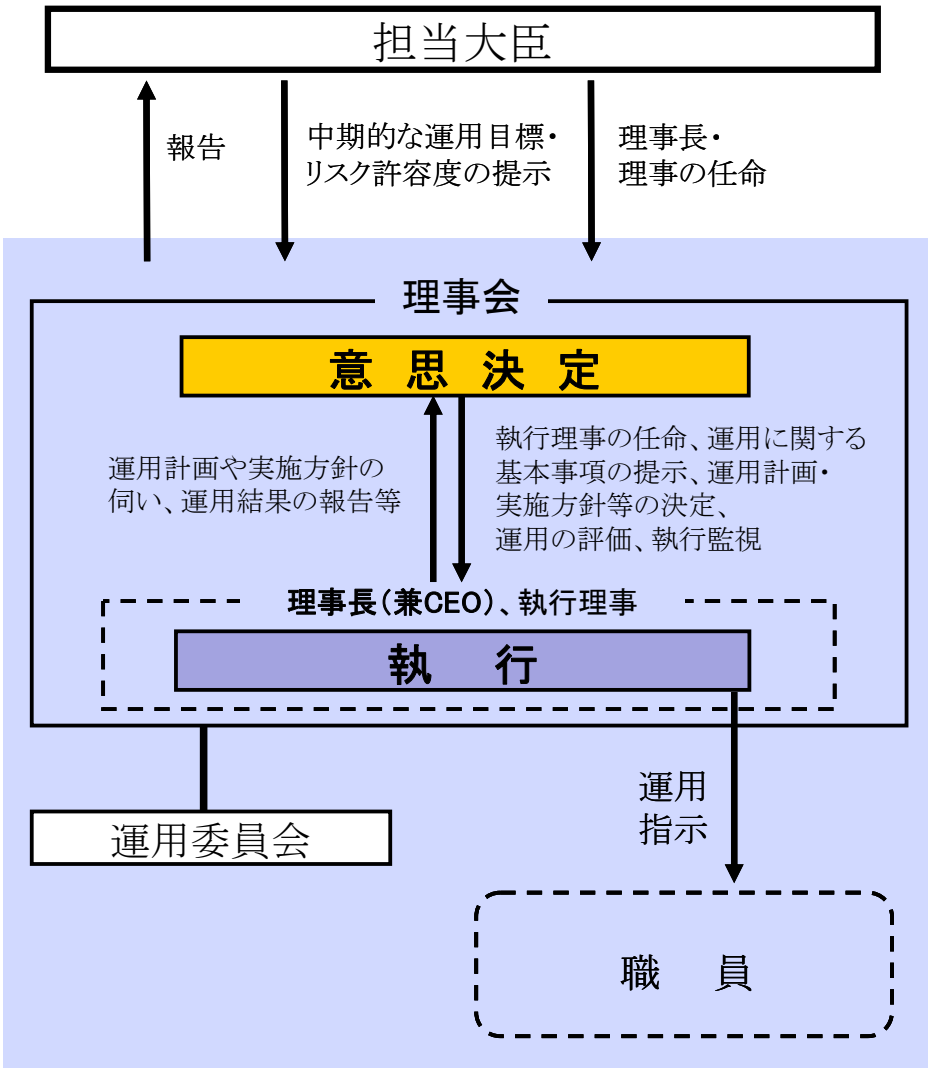 担当大臣
報告
中期的な運用目標・
リスク許容度の提示
理事長・
理事の任命
理事会
意思決定
運用計画や実施方針の
伺い、運用結果の報告等
執行理事の任命、運用に関する
基本事項の提示、運用計画・
実施方針等の決定、
運用の評価、執行監視
理事長(兼CEO)、執行理事
執行
運用
指示
運用委員会
職員